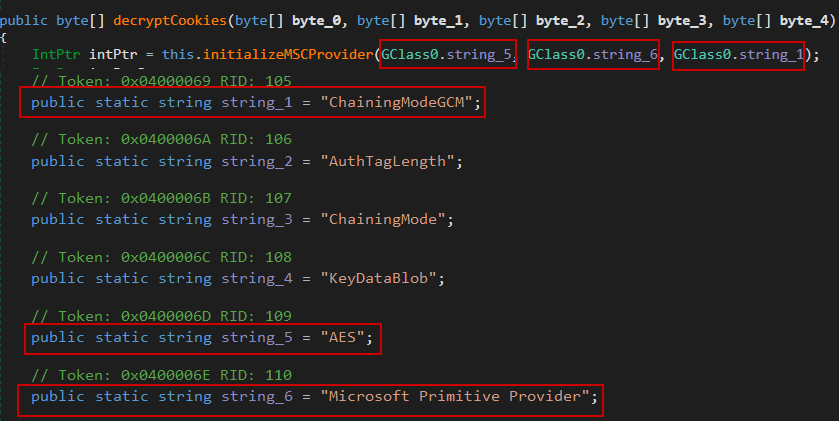 public byte[] decryptCookies(byte[] byte_0, byte[] byte_1, byte[] byte_2, byte[] byte_3, byte[] byte_4)
{
IntPtr intPtr = this.initializeMSCProvider(GClass0.string_5, GClass0.string_6, GClass0.string_1);
// Token: 0x04000069 RID: 105
public static string string_1 = "ChainingModeGCM";
// Token: 0x0400006A RID: 106
public static string string_2 = "AuthTagLength";
// Token: 0x0400006B RID: 107
public static string string_3 = "ChainingMode";
// Token: 0x0400006C RID: 108
public static string string_4 = "KeyDataBlob";
// Token: 0x0400006D RID: 109
public static string string_5 = "AES";
// Token: 0x0400006E RID: 110
public static string string_6 = "Microsoft Primitive Provider";